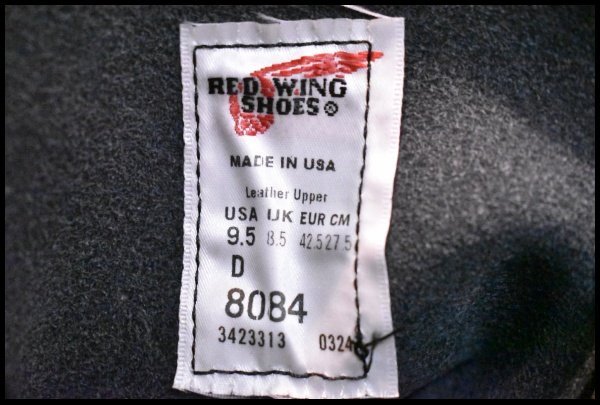 RED WING
SHOES ®
MADE IN USA
Leather Upper
USA UK EUR CM
9.5 8.5 42.5 27.5
D
8084
3423313 0324